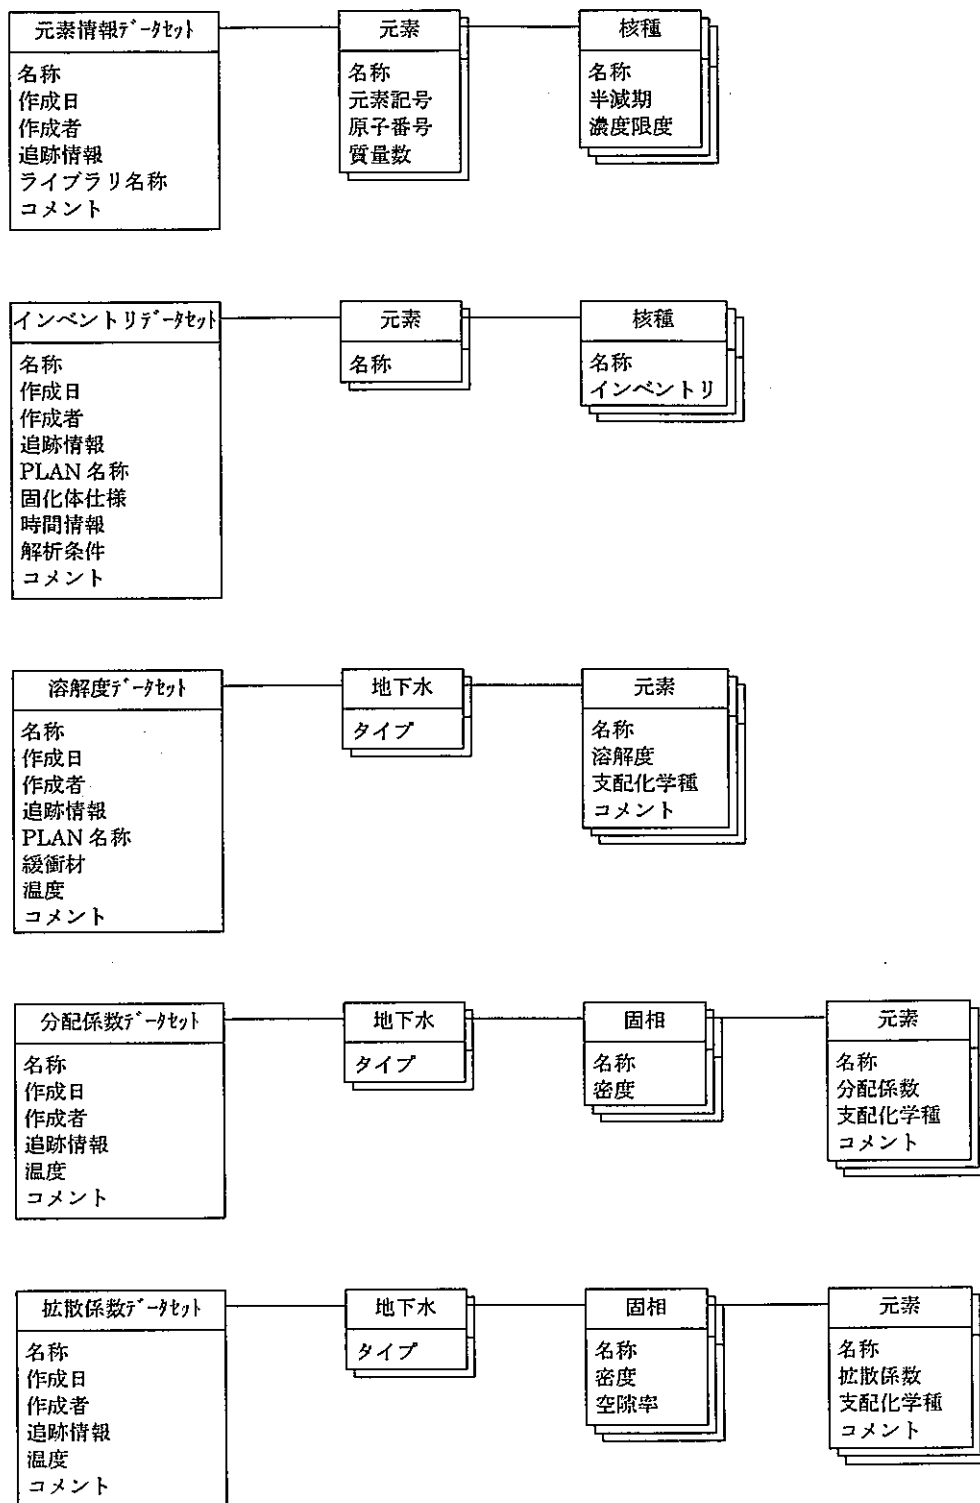 元素情報データセット
名称
作成日
作成者
追跡情報
ライブラリ名称
コメント
元素
名称
元素記号
原子番号
質量数
核種
名称
半減期
濃度限度
インベントリデータセット
名称
作成日
作成者
追跡情報
PLAN 名称
固化体仕様
時間情報
解析条件
コメント
元素
名称
核種
名称
インベントリ
溶解度データセット
名称
作成日
作成者
追跡情報
PLAN 名称
緩衝材
温度
コメント
地下水
タイプ
元素
名称
溶解度
支配化学種
コメント
分配係数データセット
名称
作成日
作成者
追跡情報
温度
コメント
地下水
タイプ
固相
名称
密度
元素
名称
分配係数
支配化学種
コメント
拡散係数データセット
名称
作成日
作成者
追跡情報
温度
コメント
地下水
タイプ
固相
名称
密度
空隙率
元素
名称
拡散係数
支配化学種
コメント